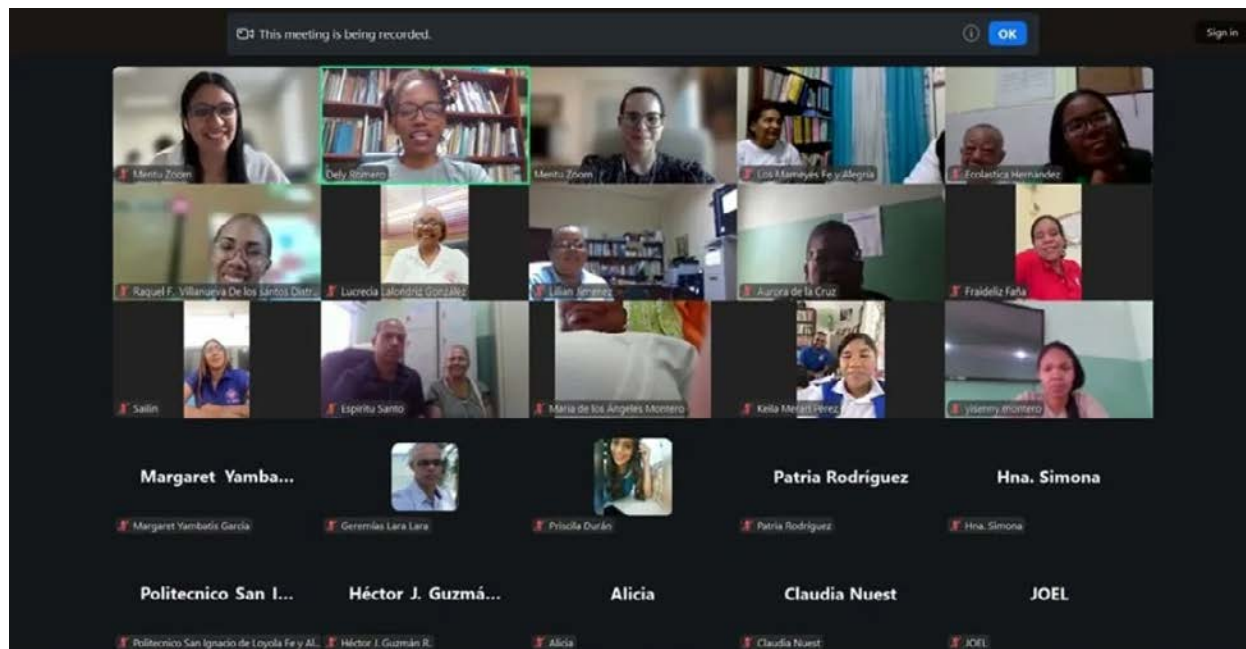 This meeting is being recorded.
OK
Sign in
Mentu Zoom
Dely Romero
Mentu Zoom
Los Mameyes Fe y Alegría
Ecolastica Hernandez
Raquel F. Villanueva De los santos Distr...
Lucrecia Lalondriz González
Lilian Jimenez
Aurora de la Cruz
Fraideliz Faña
Sailin
Espiritu Santo
Maria de los Ángeles Montero
Keila Merari Perez
yisenny.montero
Margaret Yamba...
Patria Rodríguez
Hna. Simona
Margaret Yambatis García
Geremías Lara Lara
Priscila Durán
Patria Rodríguez
Hna. Simona
Politecnico San I...
Héctor J. Guzmá...
Alicia
Claudia Nuest
JOEL
Politecnico San Ignacio de Loyola Fe y Al...
Héctor J. Guzmán R.
Alicia
Claudia Nuest
JOEL